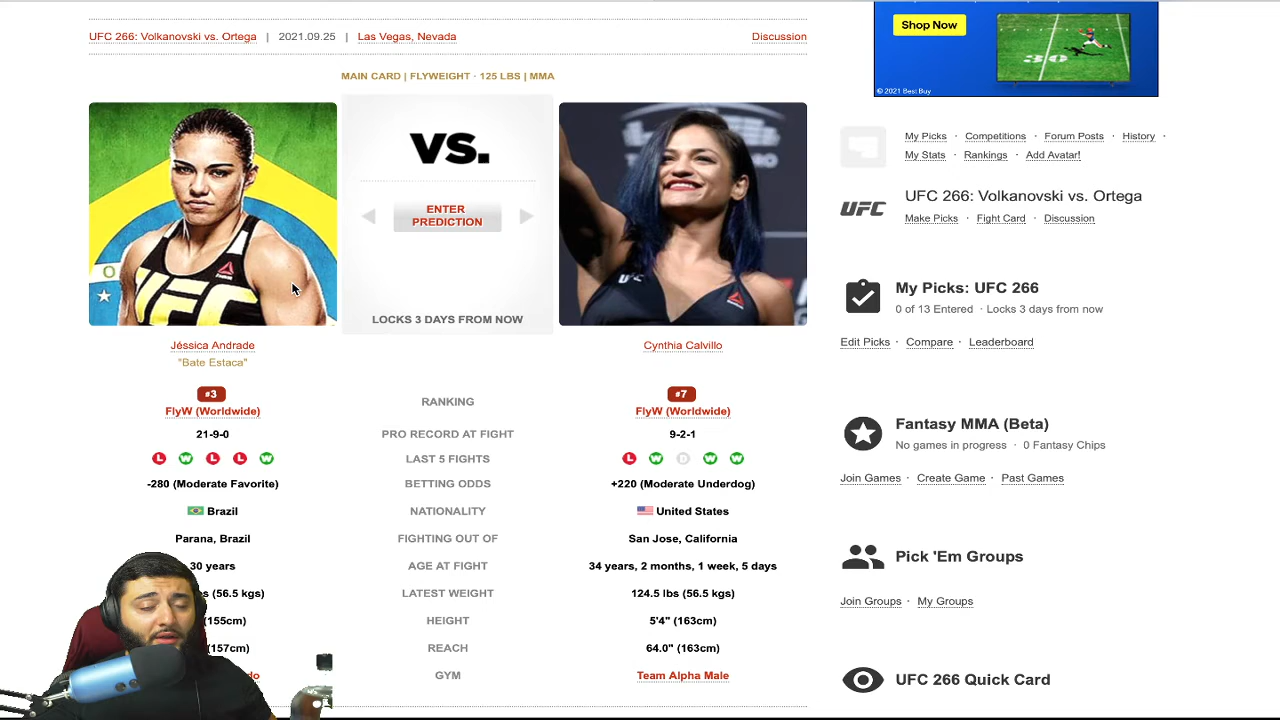 UFC 266: Volkanovski vs. Ortega | 2021.09.25 | Las Vegas, Nevada Discussion
MAIN CARD | FLYWEIGHT · 125 LBS | MMA
VS.
ENTER
PREDICTION
LOCKS 3 DAYS FROM NOW
UFC
Jéssica Andrade Cynthia Calvillo
"Bate Estaca"
#3 #7
FlyW (Worldwide) RANKING FlyW (Worldwide)
21-9-0 PRO RECORD AT FIGHT 9-2-1
L W L L W LAST 5 FIGHTS L W D W W
-280 (Moderate Favorite) BETTING ODDS +220 (Moderate Underdog)
Brazil NATIONALITY United States
Parana, Brazil FIGHTING OUT OF San Jose, California
30 years AGE AT FIGHT 34 years, 2 months, 1 week, 5 days
(56.5 kgs) LATEST WEIGHT 124.5 lbs (56.5 kgs)
(155cm) HEIGHT 5'4" (163cm)
(157cm) REACH 64.0" (163cm)
GYM Team Alpha Male
Shop Now
30
© 2021 Best Buy
My Picks · Competitions · Forum Posts · History ·
My Stats · Rankings · Add Avatar!
UFC
UFC 266: Volkanovski vs. Ortega
Make Picks · Fight Card · Discussion
My Picks: UFC 266
0 of 13 Entered · Locks 3 days from now
Edit Picks · Compare · Leaderboard
Fantasy MMA (Beta)
No games in progress · 0 Fantasy Chips
Join Games · Create Game · Past Games
Pick 'Em Groups
Join Groups · My Groups
UFC 266 Quick Card